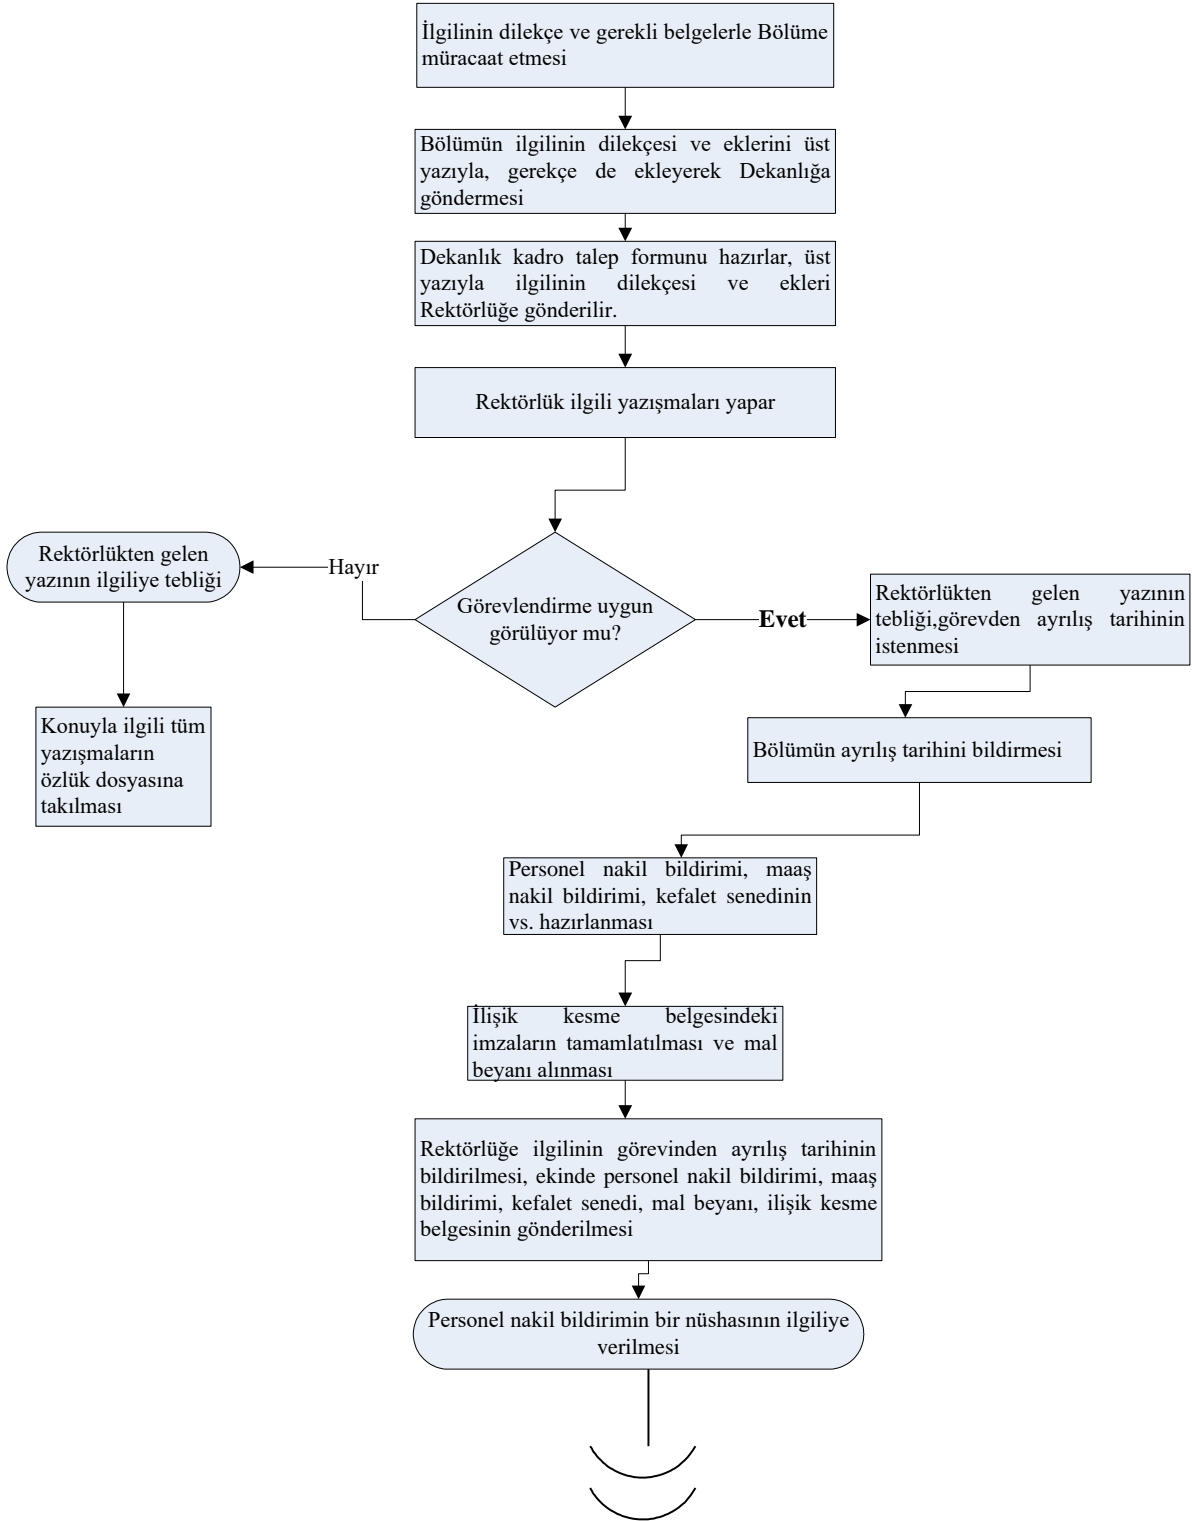 İlgilinin dilekçe ve gerekli belgelerle Bölüme
müracaat etmesi
Bölümün ilgilinin dilekçesi ve eklerini üst
yazıyla, gerekçe de ekleyerek Dekanlığa
göndermesi
Dekanlık kadro talep formunu hazırlar, üst
yazıyla ilgilinin dilekçesi ve ekleri
Rektörlüğe gönderilir.
Rektörlük ilgili yazışmaları yapar
Görevlendirme uygun
görülüyor mu?
Hayır
Rektörlükten gelen
yazının ilgiliye tebliği
Konuyla ilgili tüm
yazışmaların
özlük dosyasına
takılması
Evet
Rektörlükten gelen yazının
tebliği,görevden ayrılış tarihinin
istenmesi
Bölümün ayrılış tarihini bildirmesi
Personel nakil bildirimi, maaş
nakil bildirimi, kefalet senedinin
vs. hazırlanması
İlişik kesme belgesindeki
imzaların tamamlatılması ve mal
beyanı alınması
Rektörlüğe ilgilinin görevinden ayrılış tarihinin
bildirilmesi, ekinde personel nakil bildirimi, maaş
bildirimi, kefalet senedi, mal beyanı, ilişik kesme
belgesinin gönderilmesi
Personel nakil bildirimin bir nüshasının ilgiliye
verilmesi